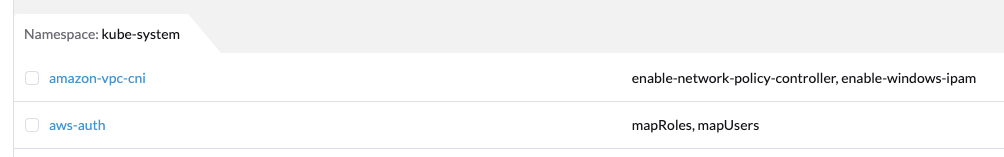 Namespace: kube-system
amazon-vpc-cni enable-network-policy-controller, enable-windows-ipam
aws-auth mapRoles, mapUsers